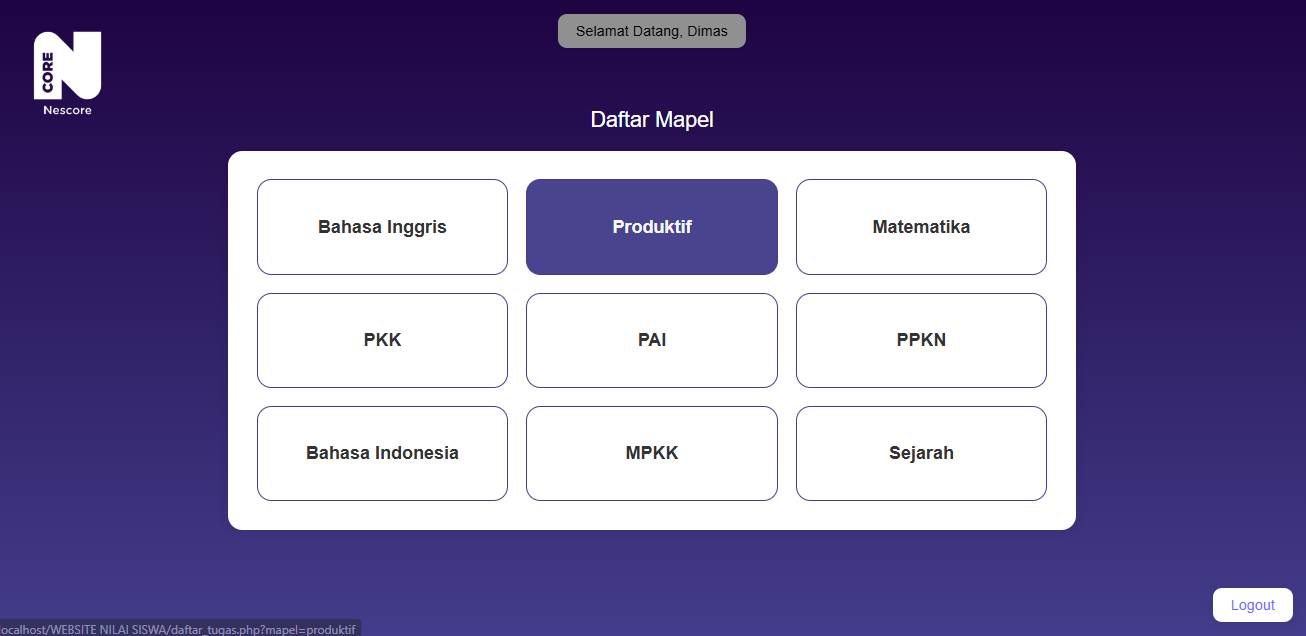 Selamat Datang, Dimas
CORE
Nescore
Daftar Mapel
Bahasa Inggris
Produktif
Matematika
PKK
PAI
PPKN
Bahasa Indonesia
MPKK
Sejarah
Logout
localhost/WEBSITE NILAI SISWA/daftar_tugas.php?mapel=produktif